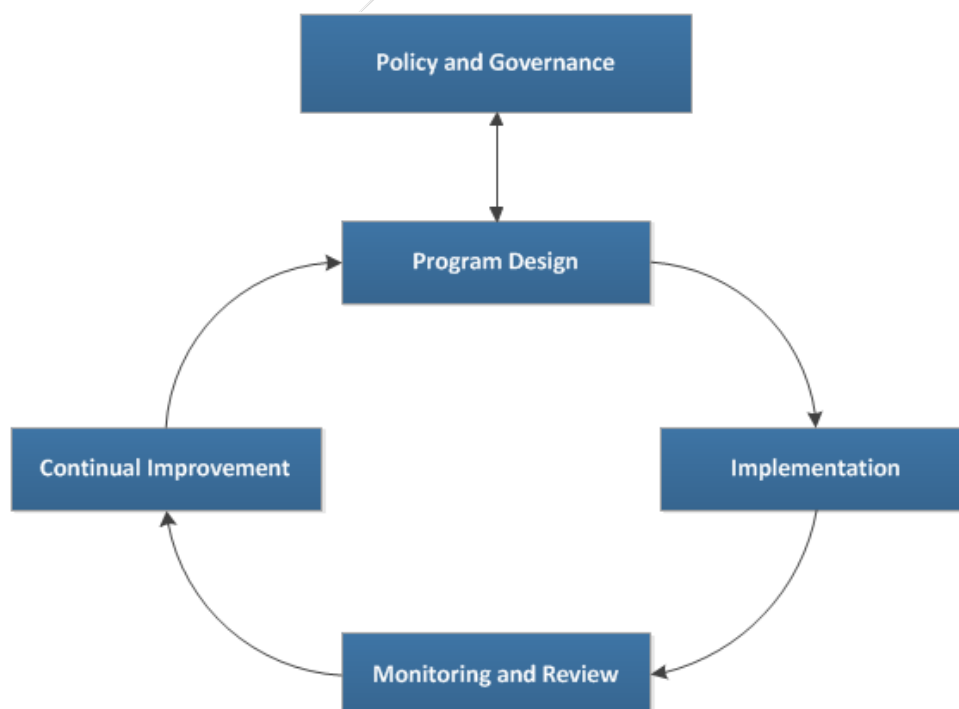 Policy and Governance
Program Design
Continual Improvement
Implementation
Monitoring and Review